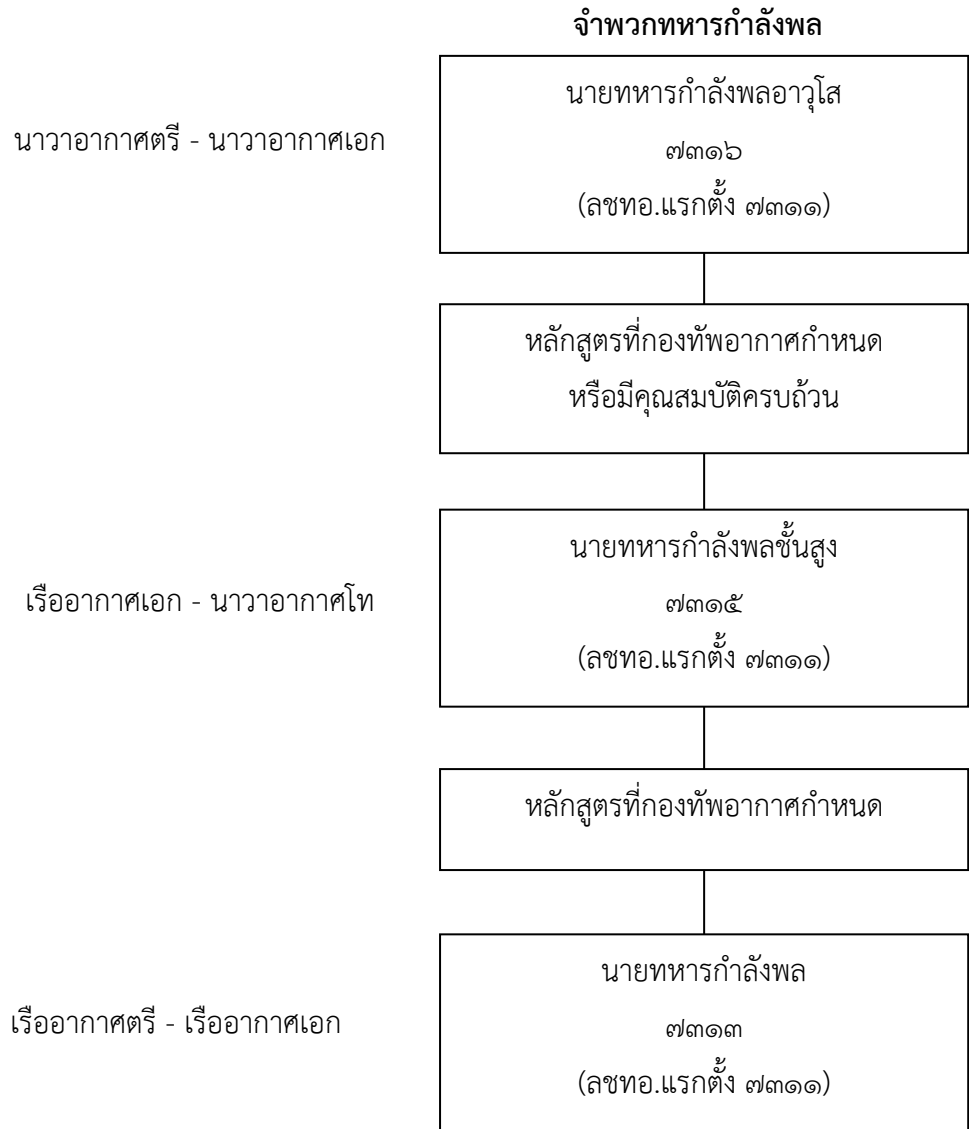 จำพวกทหารกำลังพล
นายทหารกำลังพลอาวุโส
นาวาอากาศตรี - นาวาอากาศเอก
๗๓๑๖
(ลชทอ.แรกตั้ง ๗๓๑๑)
หลักสูตรที่กองทัพอากาศกำหนด
หรือมีคุณสมบัติครบถ้วน
นายทหารกำลังพลชั้นสูง
เรืออากาศเอก - นาวาอากาศโท
๗๓๑๕
(ลชทอ.แรกตั้ง ๗๓๑๑)
หลักสูตรที่กองทัพอากาศกำหนด
นายทหารกำลังพล
เรืออากาศตรี - เรืออากาศเอก
๗๓๑๓
(ลชทอ.แรกตั้ง ๗๓๑๑)